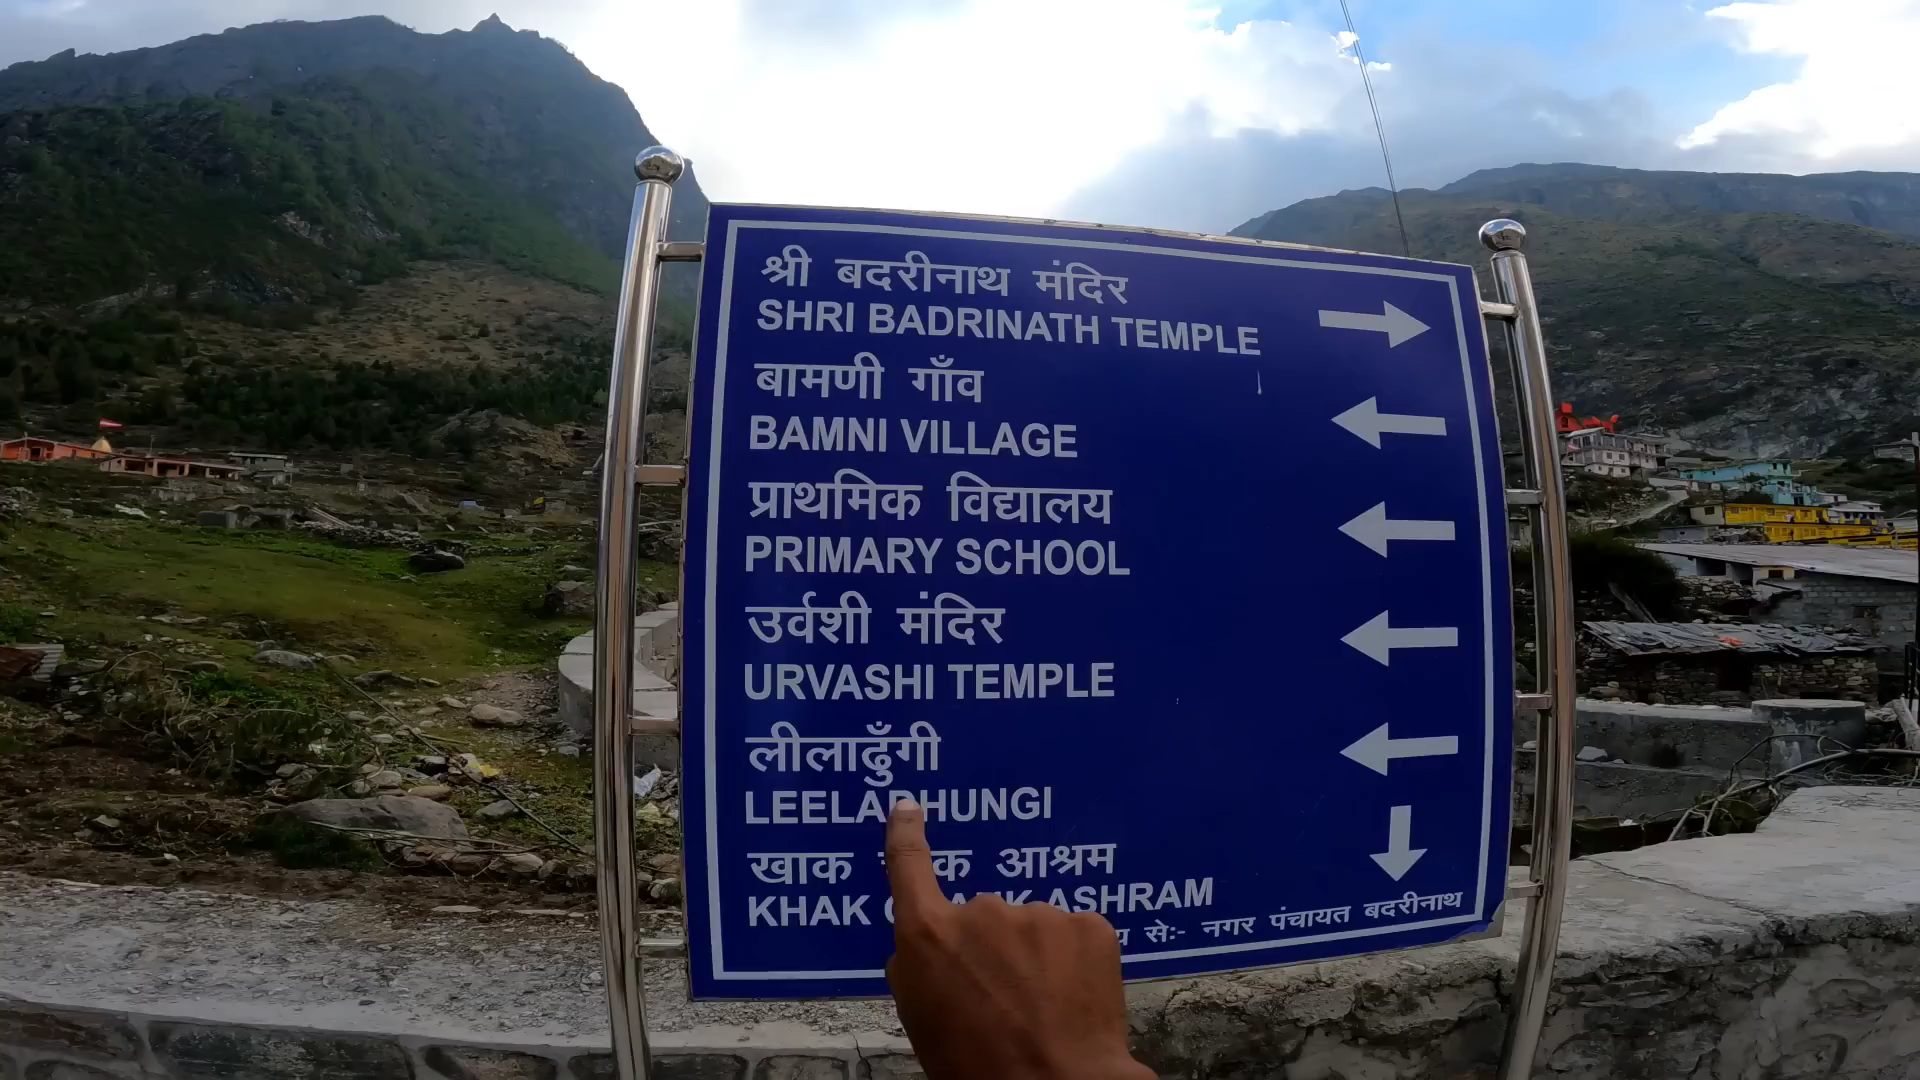 श्री बदरीनाथ मंदिर
SHRI BADRINATH TEMPLE
बामणी गाँव
BAMNI VILLAGE
प्राथमिक विद्यालय
PRIMARY SCHOOL
उर्वशी मंदिर
URVASHI TEMPLE
लीलाढुँगी
LEELADHUNGI
खाक आश्रम
KHAK ASHRAM
सेः- नगर पंचायत बदरीनाथ